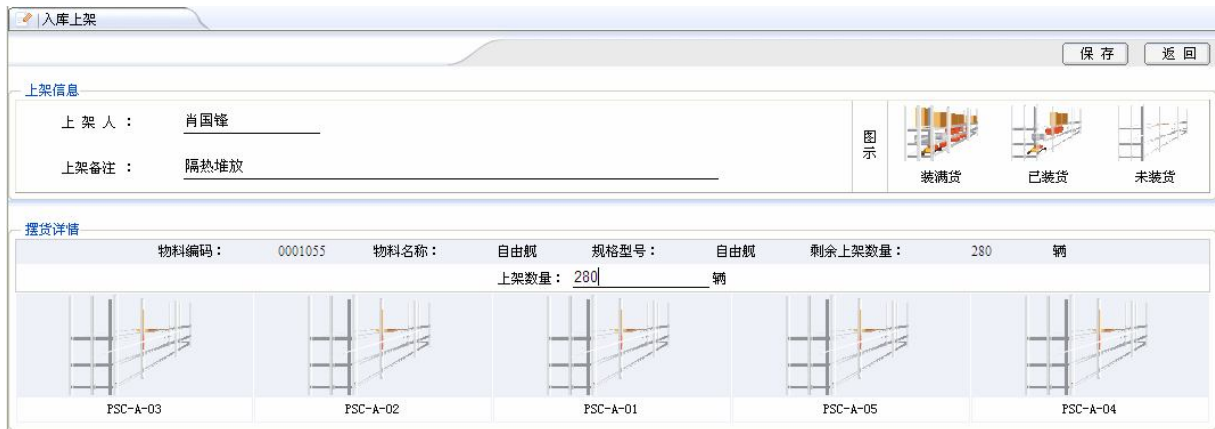 入库上架
保 存 返 回
上架信息
上 架 人 : 肖国锋
图示
上架备注 : 隔热堆放
装满货 已装货 未装货
摆货详情
物料编码: 0001055 物料名称: 自由舰 规格型号: 自由舰 剩余上架数量: 280 辆
上架数量: 280 辆
PSC-A-03 PSC-A-02 PSC-A-01 PSC-A-05 PSC-A-04